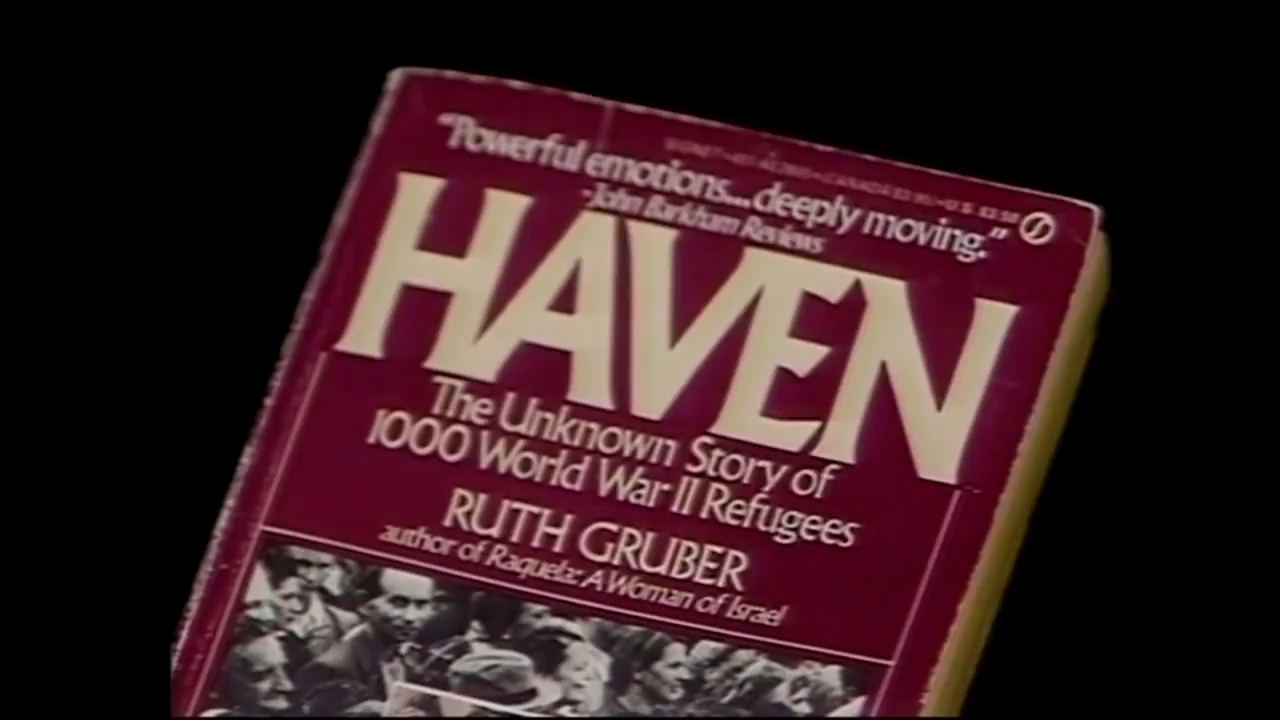 "Powerful emotions...deeply moving."
-John Barkham Reviews
HAVEN
The Unknown Story of
1000 World War II Refugees
RUTH GRUBER
author of Raquela: A Woman of Israel